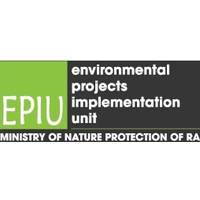 EPIU
environmental
projects
implementation
unit
MINISTRY OF NATURE PROTECTION OF RA